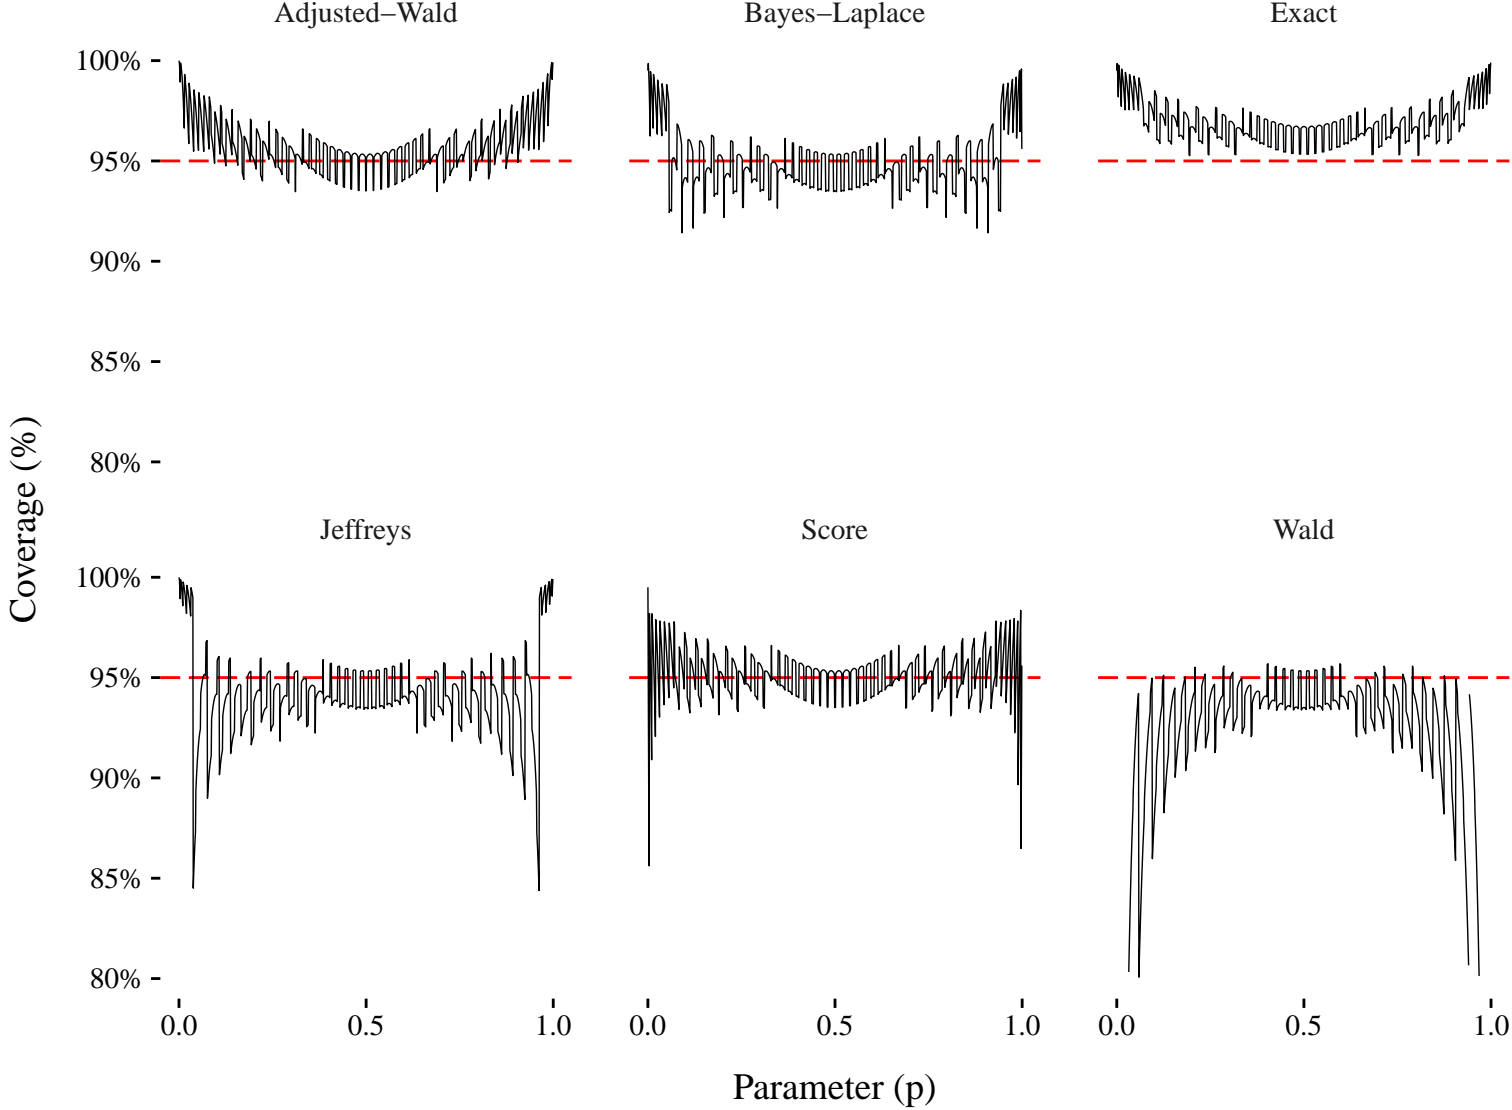 Adjusted−Wald Bayes−Laplace Exact
100%
95%
90%
85%
80%
Coverage (%)
Jeffreys Score Wald
100%
95%
90%
85%
80%
0.0 0.5 1.0 0.0 0.5 1.0 0.0 0.5 1.0
Parameter (p)